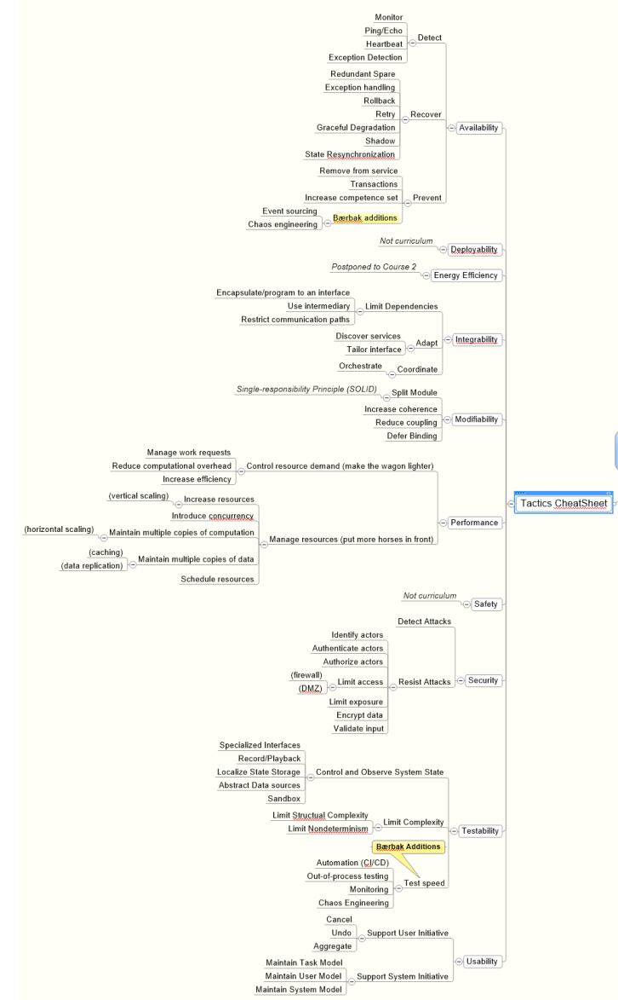 Monitor
Ping/Echo
Heartbeat
Exception Detection
Detect
Redundant Spare
Exception handling
Rollback
Retry
Graceful Degradation
Shadow
State Resynchronization
Recover
Availability
Remove from service
Transactions
Increase competence set
Prevent
Event sourcing
Chaos engineering
Bærbak additions
Not curriculum
Deployability
Postponed to Course 2
Energy Efficiency
Encapsulate/program to an interface
Use intermediary
Restrict communication paths
Limit Dependencies
Discover services
Tailor interface
Adapt
Integrability
Orchestrate
Coordinate
Single-responsibility Principle (SOLID)
Split Module
Increase coherence
Reduce coupling
Defer Binding
Modifiability
Manage work requests
Reduce computational overhead
Increase efficiency
Control resource demand (make the wagon lighter)
(vertical scaling)
Increase resources
Introduce concurrency
(horizontal scaling)
Maintain multiple copies of computation
(caching)
(data replication)
Maintain multiple copies of data
Schedule resources
Manage resources (put more horses in front)
Performance
Tactics CheatSheet
Not curriculum
Safety
Detect Attacks
Identify actors
Authenticate actors
Authorize actors
(firewall)
(DMZ)
Limit access
Limit exposure
Encrypt data
Validate input
Resist Attacks
Security
Specialized Interfaces
Record/Playback
Localize State Storage
Abstract Data sources
Sandbox
Control and Observe System State
Limit Structual Complexity
Limit Nondeterminism
Limit Complexity
Testability
Bærbak Additions
Automation (CI/CD)
Out-of-process testing
Monitoring
Chaos Engineering
Test speed
Cancel
Undo
Aggregate
Support User Initiative
Usability
Maintain Task Model
Maintain User Model
Maintain System Model
Support System Initiative